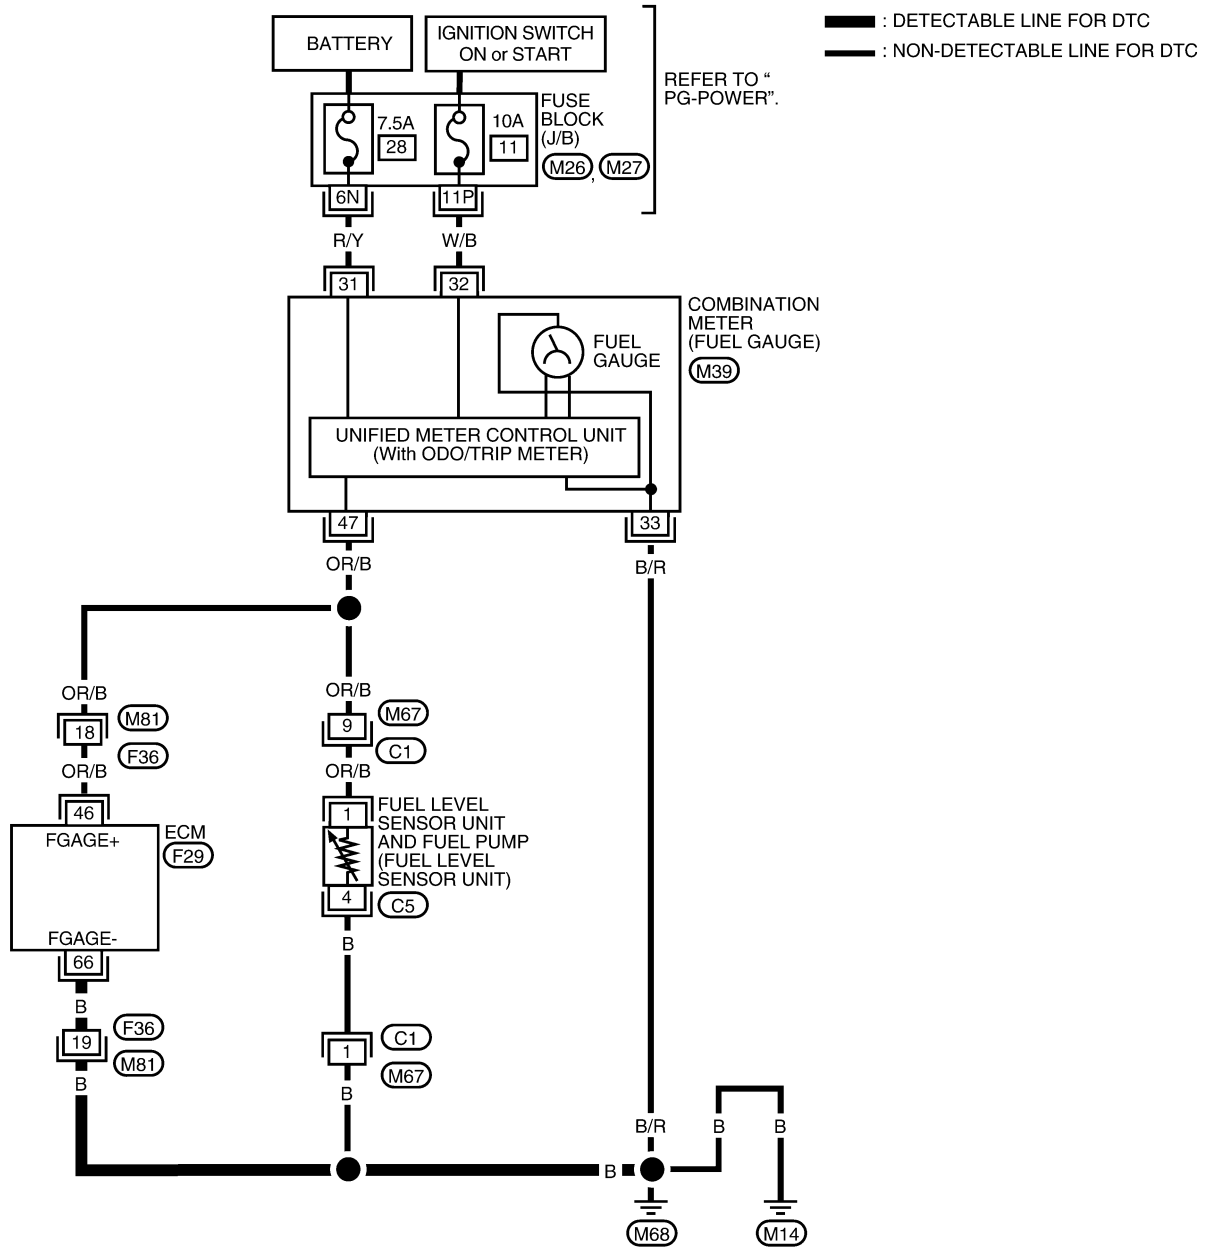 BATTERY
IGNITION SWITCH
ON or START
: DETECTABLE LINE FOR DTC
: NON-DETECTABLE LINE FOR DTC
REFER TO “
PG-POWER”.
7.5A
28
10A
11
FUSE
BLOCK
(J/B)
M26 , M27
6N
11P
R/Y
W/B
31
32
COMBINATION
METER
(FUEL GAUGE)
M39
FUEL
GAUGE
UNIFIED METER CONTROL UNIT
(With ODO/TRIP METER)
47
33
OR/B
B/R
OR/B
18
M81
F36
OR/B
46
FGAGE+
ECM
F29
FGAGE-
66
B
19
F36
M81
B
OR/B
9
M67
C1
OR/B
1
FUEL LEVEL
SENSOR UNIT
AND FUEL PUMP
(FUEL LEVEL
SENSOR UNIT)
4
C5
B
1
C1
M67
B
B/R
B
B
B
M68
M14